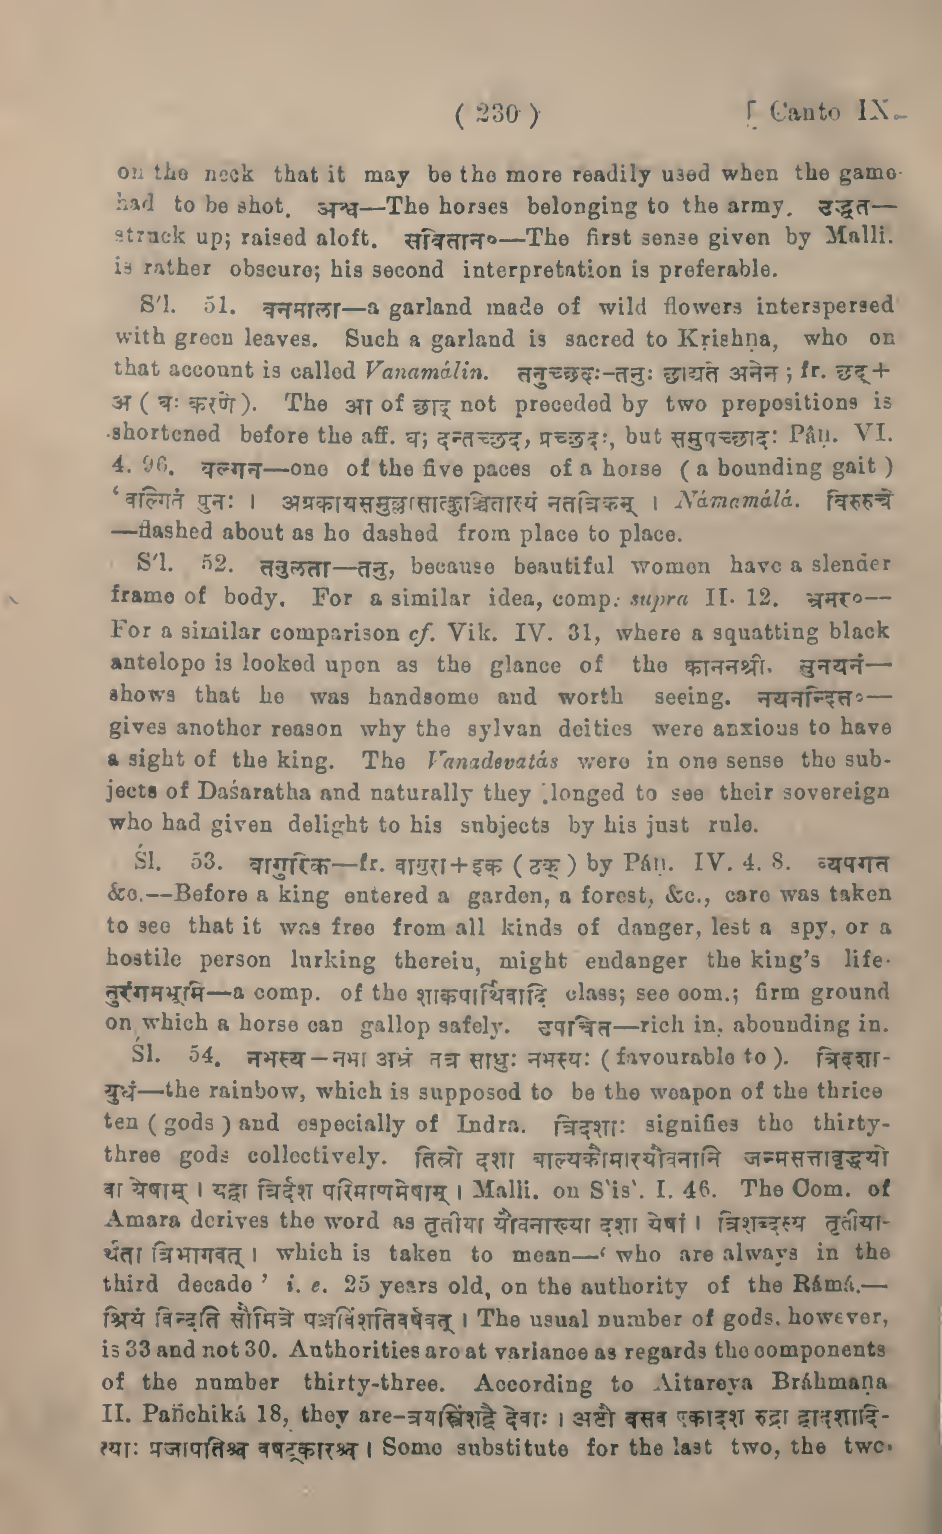 ( 230 ) [ Canto IX.
on the neck that it may be the more readily used when the game
had to be shot. अश्व—The horses belonging to the army. उद्धत—
struck up; raised aloft. सवितान०—The first sense given by Malli.
is rather obscure; his second interpretation is preferable.
S'l. 51. वनमाला—a garland made of wild flowers interspersed
with green leaves. Such a garland is sacred to Kṛishṇa, who on
that account is called Vanamálin. तनुच्छदः-तनुः छाद्यते अनेन ; fr. छद्+
अ ( घः करणे ). The आ of छाद् not preceded by two prepositions is
shortened before the aff. घ; दन्तच्छद, प्रच्छदः, but समुपच्छादः Pâṇ. VI.
4. 96. वल्गन—one of the five paces of a horse ( a bounding gait )
‘वल्गितं पुनः । अग्रकायसमुल्लासात्कुञ्चितास्यं नतत्रिकम् । Námamálá. विरुरुचे
—flashed about as he dashed from place to place.
S'l. 52. तनुलता—तनु, because beautiful women have a slender
frame of body. For a similar idea, comp. supra II. 12. भ्रमर०—
For a similar comparison cf. Vik. IV. 31, where a squatting black
antelope is looked upon as the glance of the काननश्री. सुनयनं—
shows that he was handsome and worth seeing. नयनन्दित०—
gives another reason why the sylvan deities were anxious to have
a sight of the king. The Vanadevatás were in one sense the sub-
jects of Daśaratha and naturally they longed to see their sovereign
who had given delight to his subjects by his just rule.
Śl. 53. वागुरिक—fr. वागुरा+इक ( ठक् ) by Páṇ. IV. 4. 8. व्यपगत
&c.--Before a king entered a garden, a forest, &c., care was taken
to see that it was free from all kinds of danger, lest a spy, or a
hostile person lurking therein, might endanger the king's life.
तुरंगमभूमि—a comp. of the शाकपार्थिवादि class; see com.; firm ground
on which a horse can gallop safely. उपचित—rich in, abounding in.
Śl. 54. नभस्य – नभा अभ्रं तत्र साधुः नभस्यः ( favourable to ). त्रिदशा-
युधं—the rainbow, which is supposed to be the weapon of the thrice
ten ( gods ) and especially of Indra. त्रिदशाः signifies the thirty-
three gods collectively. तिस्रो दशा बाल्यकौमारयौवनानि जन्मसत्तावृद्धयो
वा येषाम् । यद्वा त्रिर्दश परिमाणमेषाम् । Malli. on S'is'. I. 46. The Com. of
Amara derives the word as तृतीया यौवनाख्या दशा येषां । त्रिशब्दस्य तृतीया-
र्थता त्रिभागवत् । which is taken to mean—‘ who are always in the
third decade ’ i. e. 25 years old, on the authority of the Rámá.—
श्रियं विन्दति सौमित्रे पञ्चविंशतिवर्षवत् । The usual number of gods, however,
is 33 and not 30. Authorities are at variance as regards the components
of the number thirty-three. According to Aitareya Bráhmaṇa
II. Pañchiká 18, they are-त्रयस्त्रिंशद्वै देवाः । अष्टौ वसव एकादश रुद्रा द्वादशादि-
त्याः प्रजापतिश्च वषट्कारश्च । Some substitute for the last two, the two